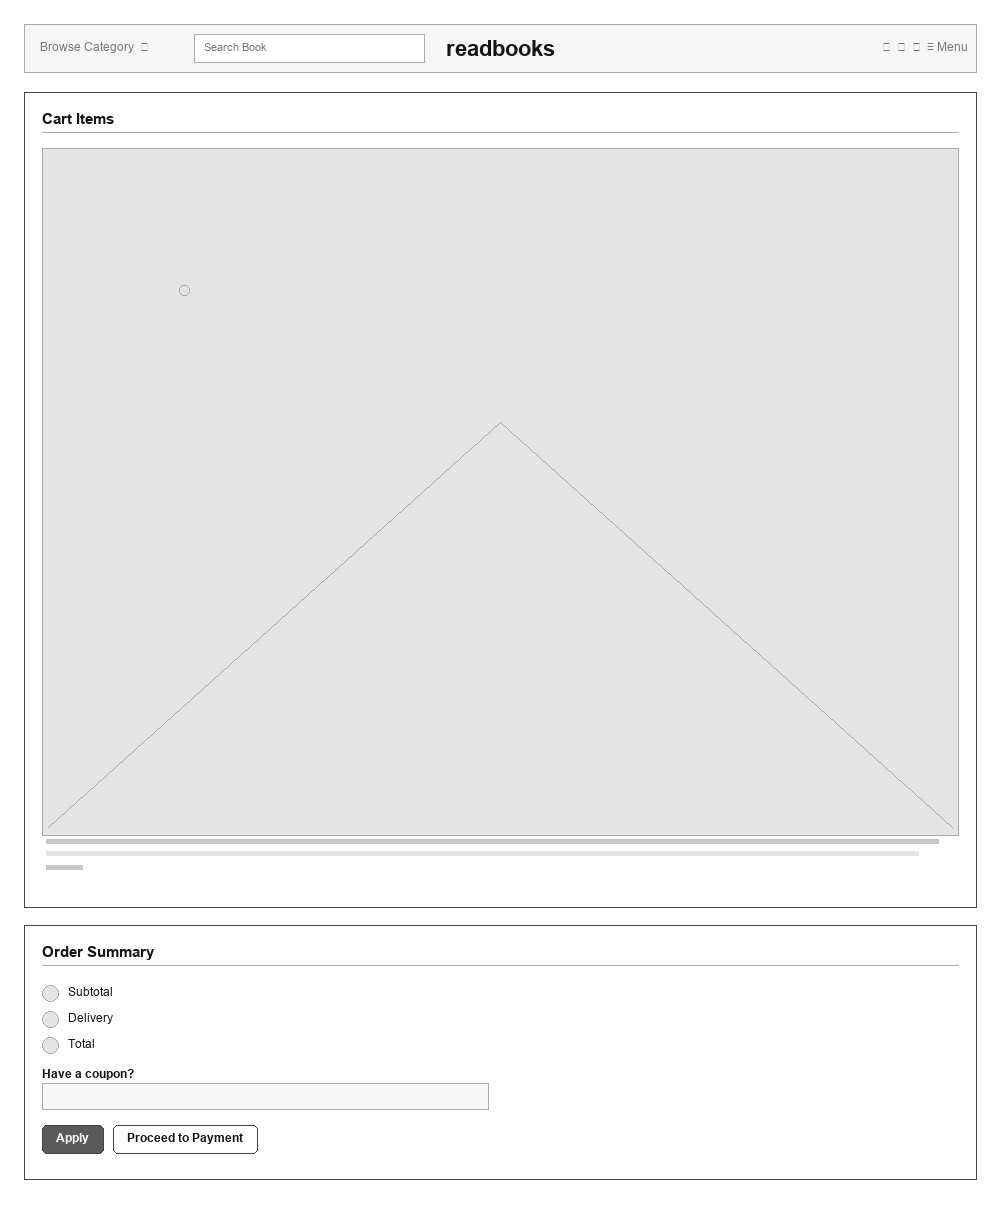 Browse Category
Search Book
readbooks
Menu
Cart Items
Order Summary
Subtotal
Delivery
Total
Have a coupon?
Apply
Proceed to Payment